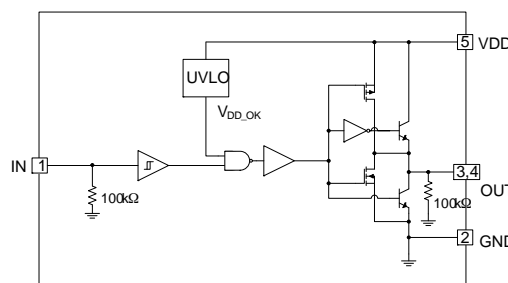 5 VDD
UVLO
VDD_OK
IN 1
3,4
OUT
100kΩ
100kΩ
2 GND